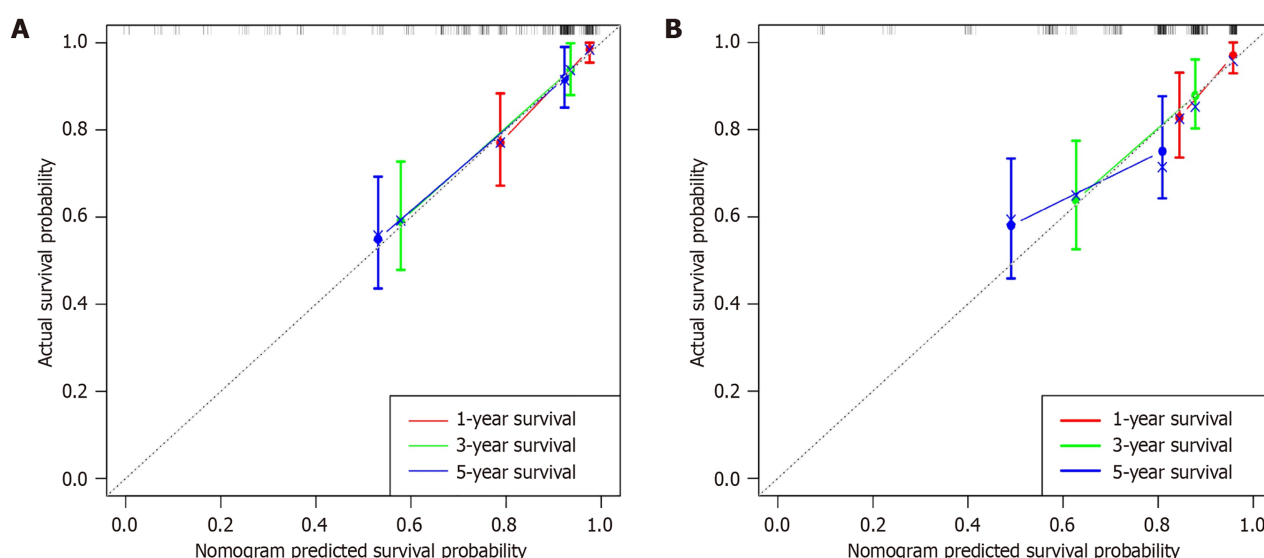 A
Actual survival probability
1.0
0.8
0.6
0.4
0.2
0.0
1-year survival
3-year survival
5-year survival
0.0 0.2 0.4 0.6 0.8 1.0
Nomogram predicted survival probability
B
Actual survival probability
1.0
0.8
0.6
0.4
0.2
0.0
1-year survival
3-year survival
5-year survival
0.0 0.2 0.4 0.6 0.8 1.0
Nomogram predicted survival probability